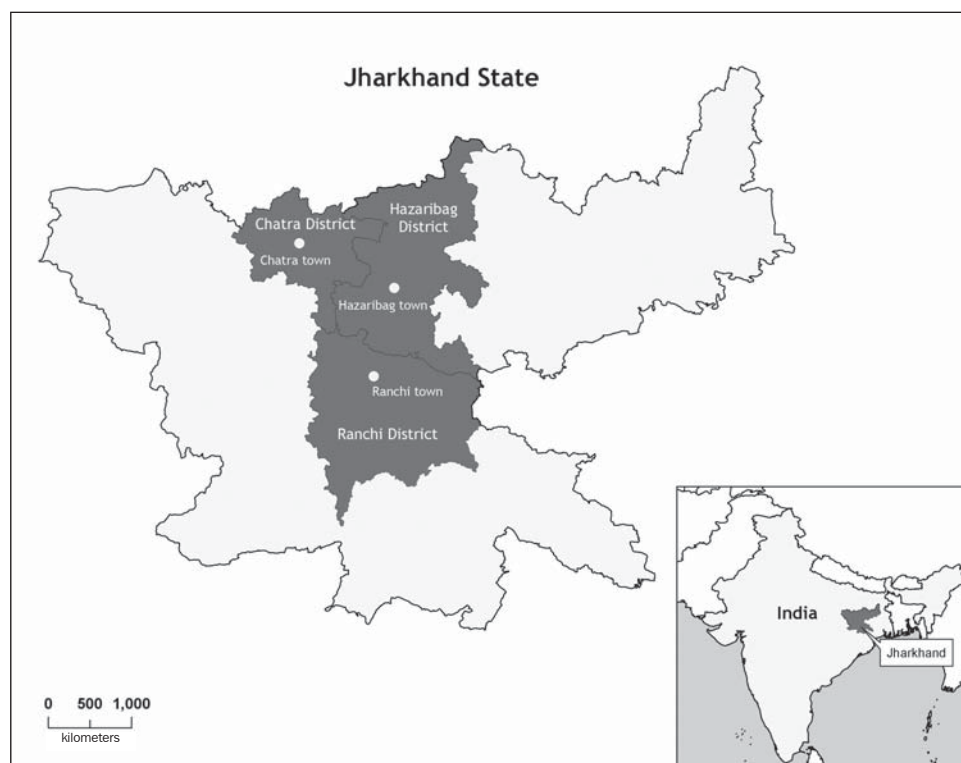 Jharkhand State
Hazaribag
District
Chatra District
Chatra town
Hazaribag town
Ranchi town
Ranchi District
India
Jharkhand
0 500 1,000
kilometers